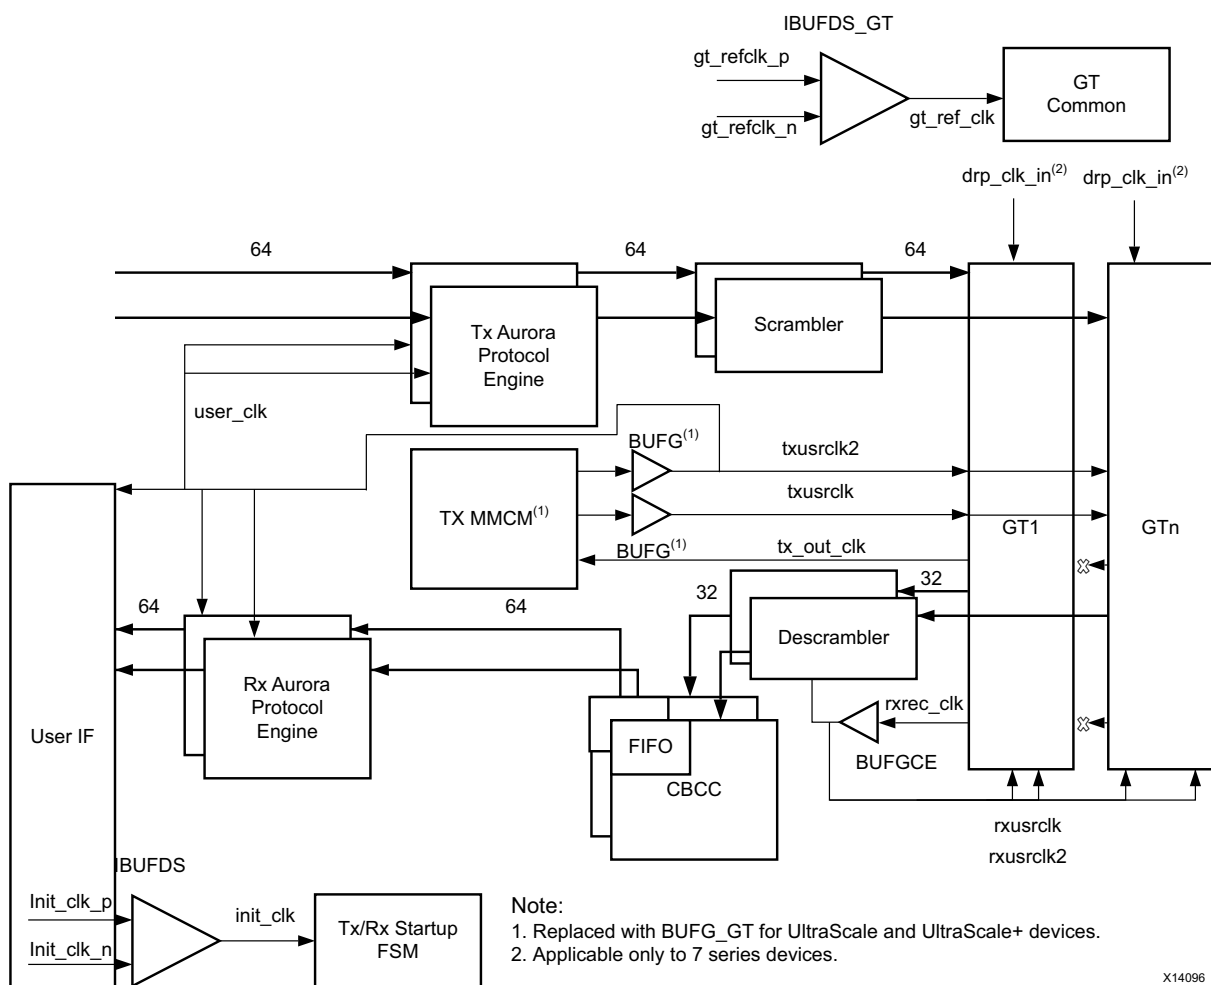 IBUFDS_GT
gt_refclk_p
gt_refclk_n
gt_ref_clk
GT
Common
drp_clk_in(2)
drp_clk_in(2)
64
64
64
Tx Aurora
Protocol
Engine
Scrambler
user_clk
BUFG(1)
txusrclk2
TX MMCM(1)
txusrclk
BUFG(1)
tx_out_clk
GT1
GTn
64
64
32
32
Descrambler
Rx Aurora
Protocol
Engine
User IF
FIFO
CBCC
rxrec_clk
BUFGCE
rxusrclk
rxusrclk2
IBUFDS
Init_clk_p
Init_clk_n
init_clk
Tx/Rx Startup
FSM
Note:
1. Replaced with BUFG_GT for UltraScale and UltraScale+ devices.
2. Applicable only to 7 series devices.
X14096